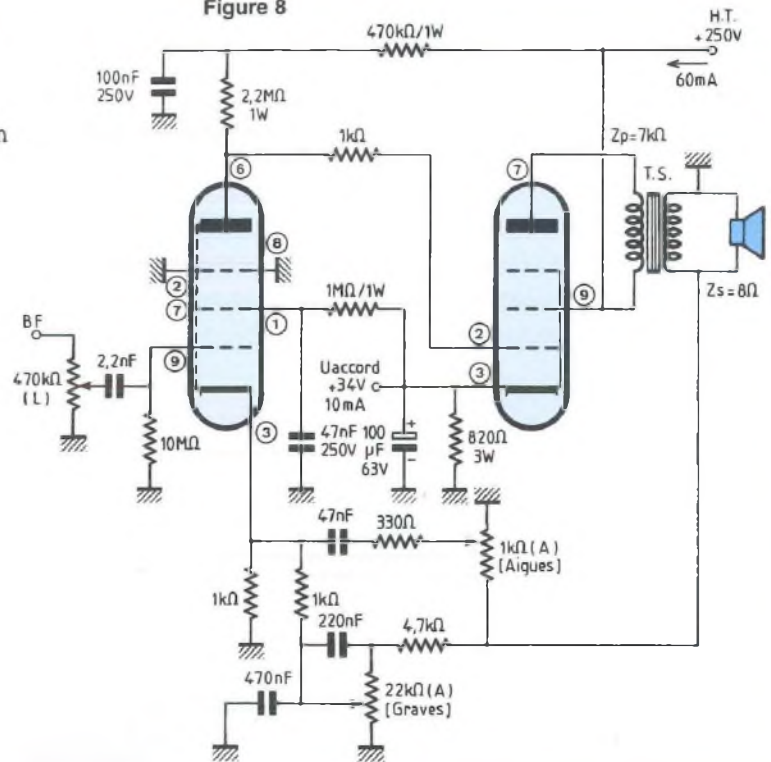 Figure 8
H.T.
+250V
60mA
470kΩ/1W
100nF
250V
2,2MΩ
1W
Ω
1kΩ
Zp=7kΩ
T.S.
Zs=8Ω
6
8
2
7
1
9
3
7
9
2
3
1MΩ/1W
BF
470kΩ
(L)
2,2nF
10MΩ
Uaccord
+34V
10mA
47nF
250V
100
µF
63V
+
-
820Ω
3W
47nF
330Ω
1kΩ(A)
[Aigues]
1kΩ
1kΩ
220nF
4,7kΩ
470nF
22kΩ(A)
[Graves]